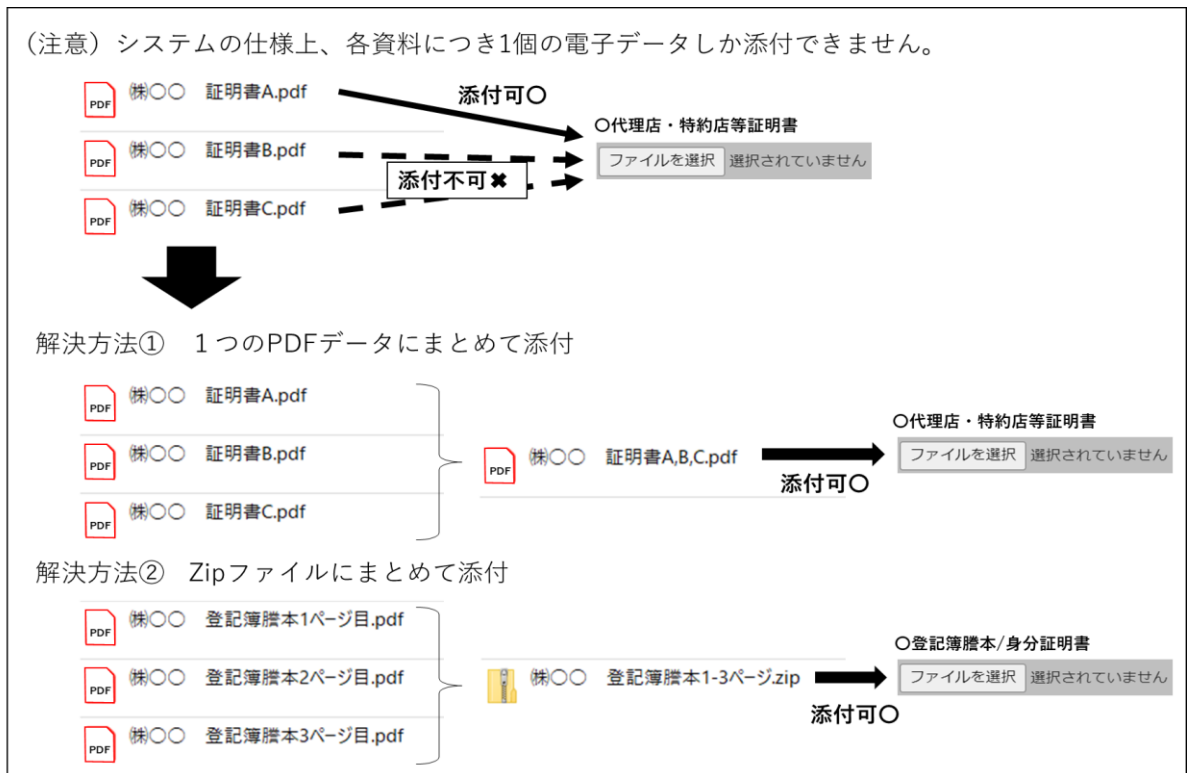 （注意）システムの仕様上、各資料につき1個の電子データしか添付できません。
PDF ㈱〇〇 証明書A.pdf
添付可〇
〇代理店・特約店等証明書
PDF ㈱〇〇 証明書B.pdf
ファイルを選択 選択されていません
添付不可✖
PDF ㈱〇〇 証明書C.pdf
解決方法① １つのPDFデータにまとめて添付
PDF ㈱〇〇 証明書A.pdf
〇代理店・特約店等証明書
PDF ㈱〇〇 証明書B.pdf
PDF ㈱〇〇 証明書A,B,C.pdf
ファイルを選択 選択されていません
添付可〇
PDF ㈱〇〇 証明書C.pdf
解決方法② Zipファイルにまとめて添付
PDF ㈱〇〇 登記簿謄本1ページ目.pdf
〇登記簿謄本/身分証明書
PDF ㈱〇〇 登記簿謄本2ページ目.pdf
㈱〇〇 登記簿謄本1-3ページ.zip
ファイルを選択 選択されていません
添付可〇
PDF ㈱〇〇 登記簿謄本3ページ目.pdf